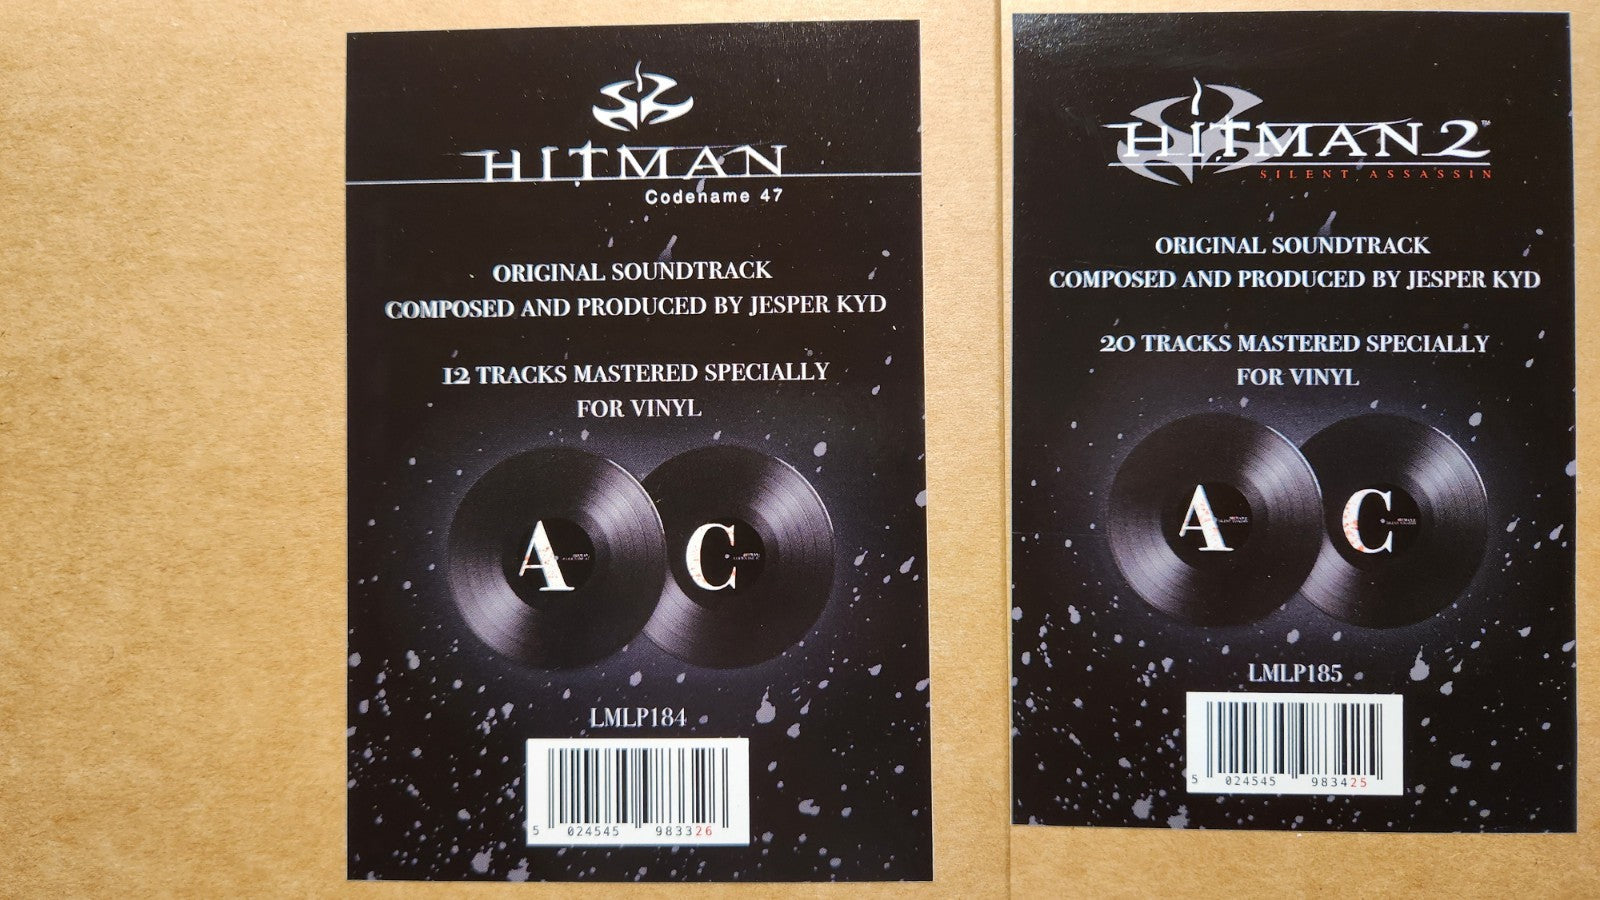 HITMAN
Codename 47
ORIGINAL SOUNDTRACK
COMPOSED AND PRODUCED BY JESPER KYD
12 TRACKS MASTERED SPECIALLY
FOR VINYL
A
C
LMLP184
5 024545 983326
HITMAN 2™
SILENT ASSASSIN
ORIGINAL SOUNDTRACK
COMPOSED AND PRODUCED BY JESPER KYD
20 TRACKS MASTERED SPECIALLY
FOR VINYL
A
C
LMLP185
5 024545 983425